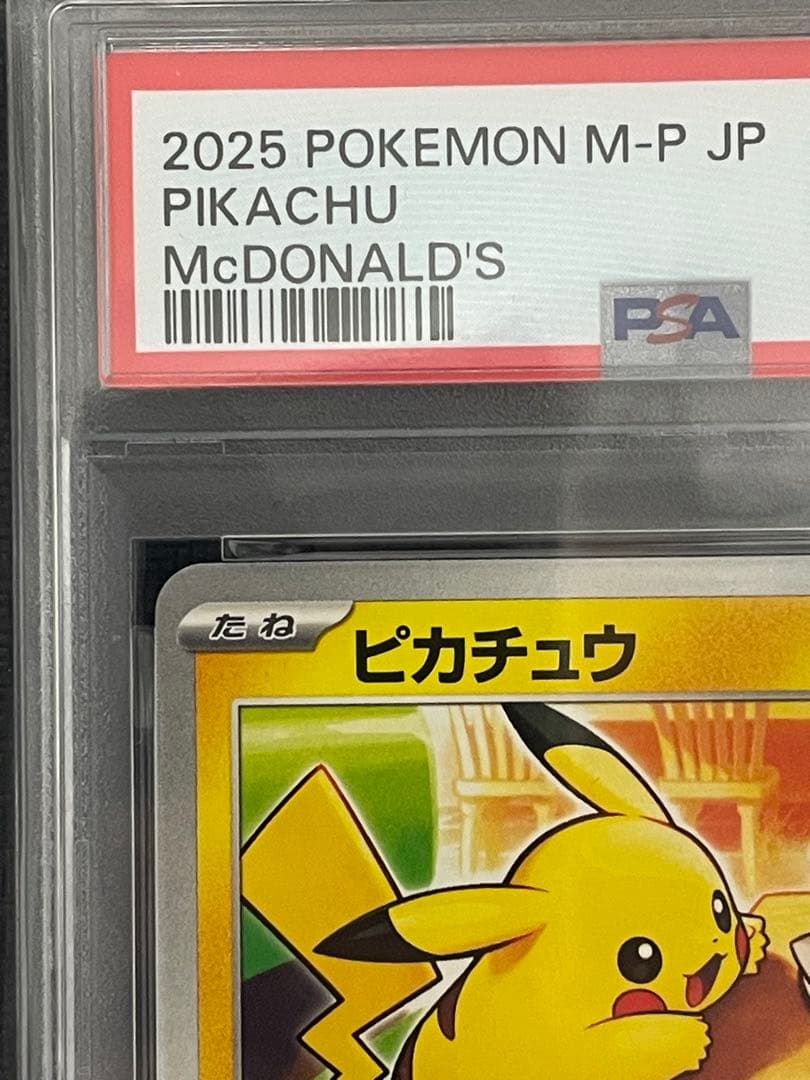 2025 POKEMON M-P JP
PIKACHU
McDONALD'S
PSA
たね
ピカチュウ